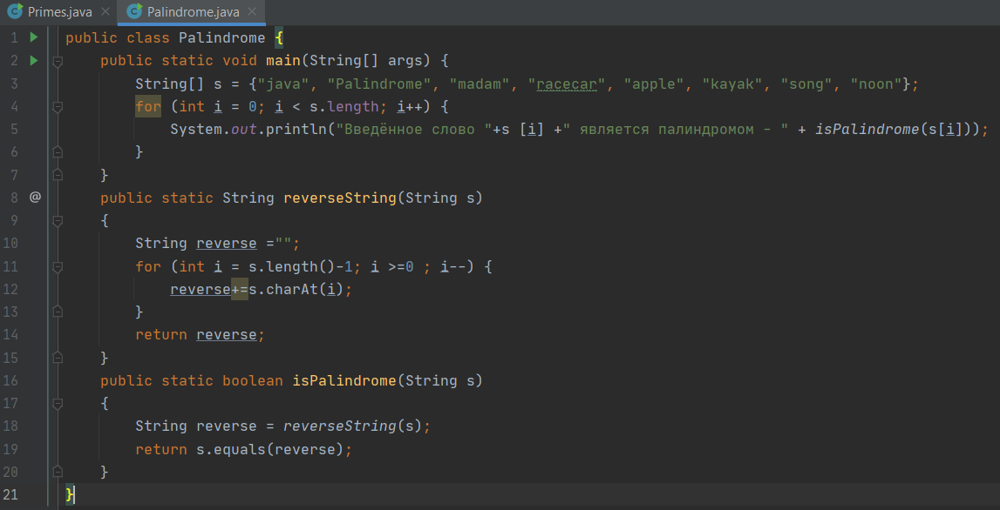 Primes.java Palindrome.java
1 public class Palindrome {
2 public static void main(String[] args) {
3 String[] s = {"java", "Palindrome", "madam", "racecar", "apple", "kayak", "song", "noon"};
4 for (int i = 0; i < s.length; i++) {
5 System.out.println("Введённое слово "+s [i] +" является палиндромом - " + isPalindrome(s[i]));
6 }
7 }
8 @ public static String reverseString(String s)
9 {
10 String reverse ="";
11 for (int i = s.length()-1; i >=0 ; i--) {
12 reverse+=s.charAt(i);
13 }
14 return reverse;
15 }
16 public static boolean isPalindrome(String s)
17 {
18 String reverse = reverseString(s);
19 return s.equals(reverse);
20 }
21 }